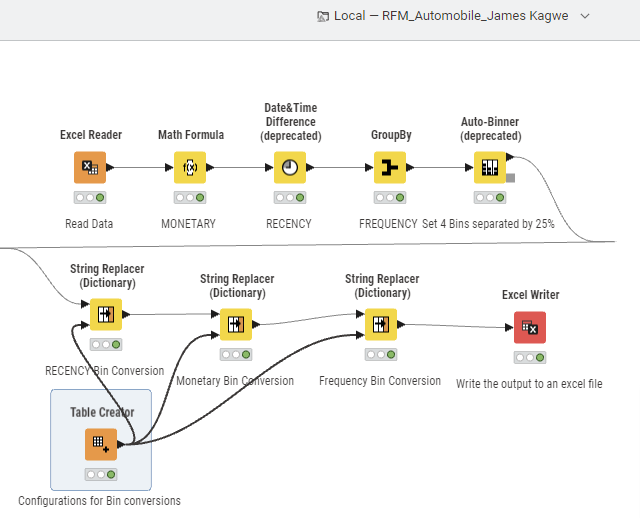 Local — RFM_Automobile_James Kagwe
Date&Time
Difference
(deprecated)
Excel Reader
Math Formula
GroupBy
Auto-Binner
(deprecated)
Read Data
MONETARY
RECENCY
FREQUENCY
Set 4 Bins separated by 25%
String Replacer
(Dictionary)
String Replacer
(Dictionary)
String Replacer
(Dictionary)
Excel Writer
RECENCY Bin Conversion
Monetary Bin Conversion
Frequency Bin Conversion
Write the output to an excel file
Table Creator
Configurations for Bin conversions